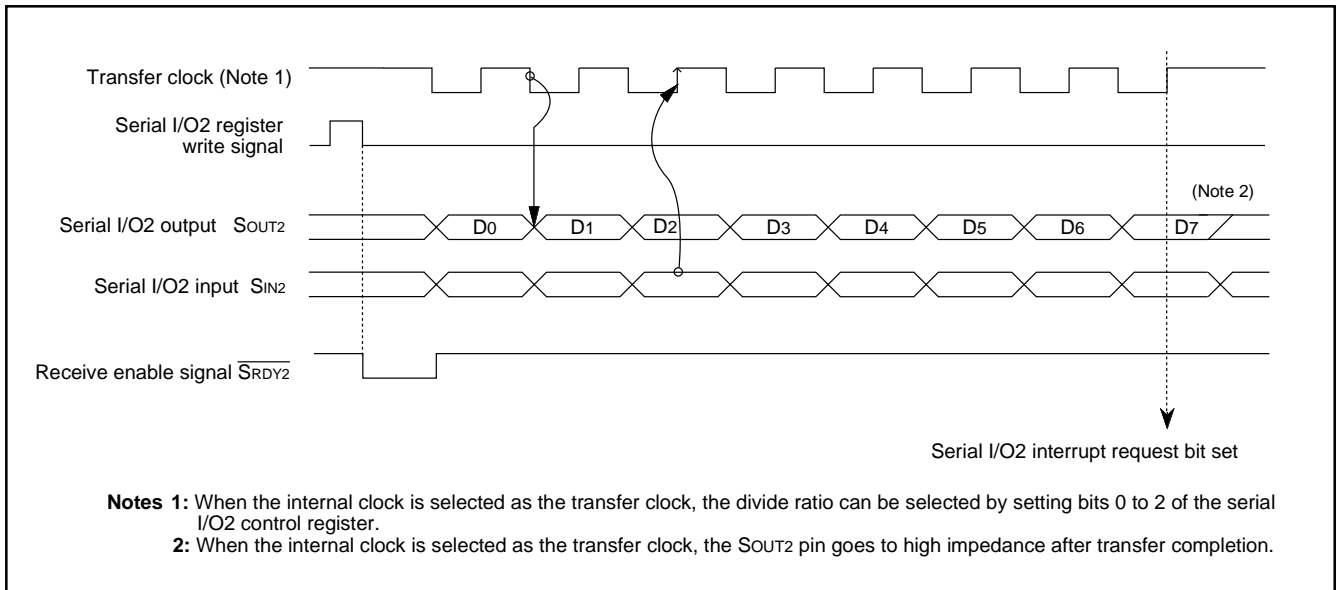 Transfer clock (Note 1)
Serial I/O2 register
write signal
(Note 2)
Serial I/O2 output SOUT2
D0 D1 D2 D3 D4 D5 D6 D7
Serial I/O2 input SIN2
Receive enable signal SRDY2
Serial I/O2 interrupt request bit set
Notes 1: When the internal clock is selected as the transfer clock, the divide ratio can be selected by setting bits 0 to 2 of the serial
I/O2 control register.
2: When the internal clock is selected as the transfer clock, the SOUT2 pin goes to high impedance after transfer completion.